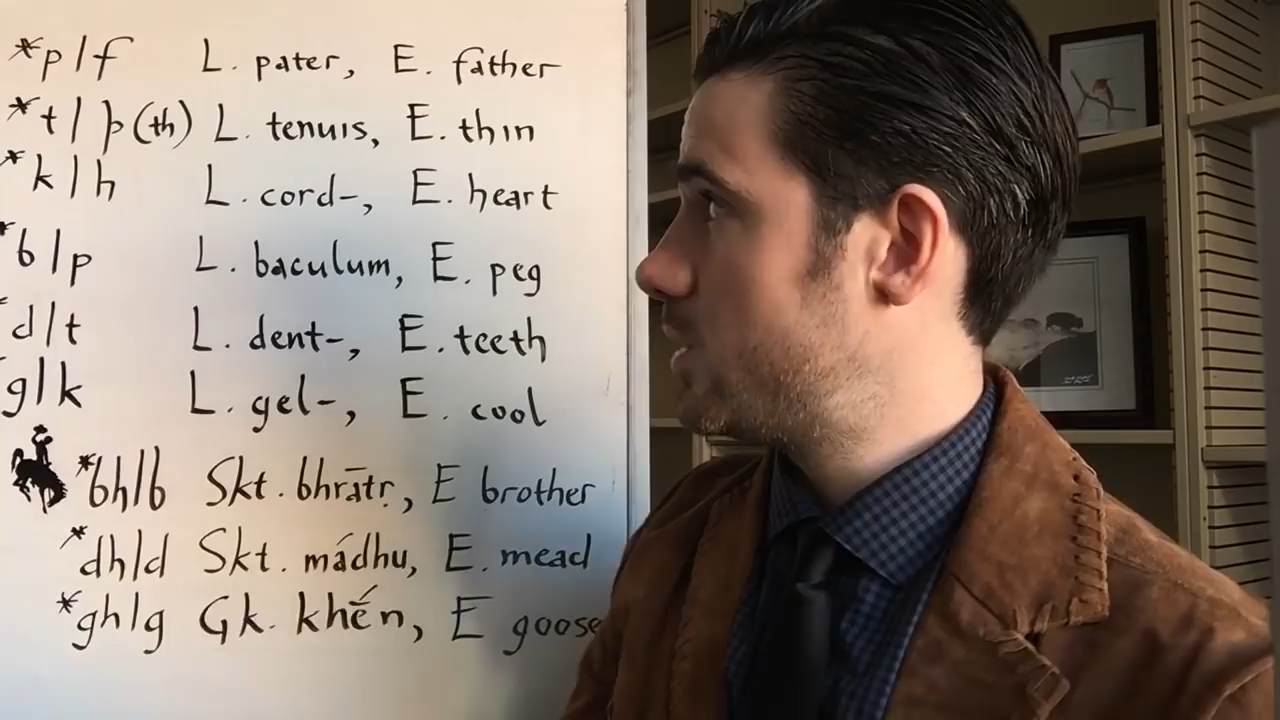 *p/f L. pater, E. father
*t/þ(th) L. tenuis, E. thin
*k/h L. cord-, E. heart
*b/p L. baculum, E. peg
*d/t L. dent-, E. teeth
*g/k L. gel-, E. cool
*bh/b Skt. bhrātṛ, E brother
*dh/d Skt. mádhu, E. mead
*gh/g Gk. khḗn, E goose